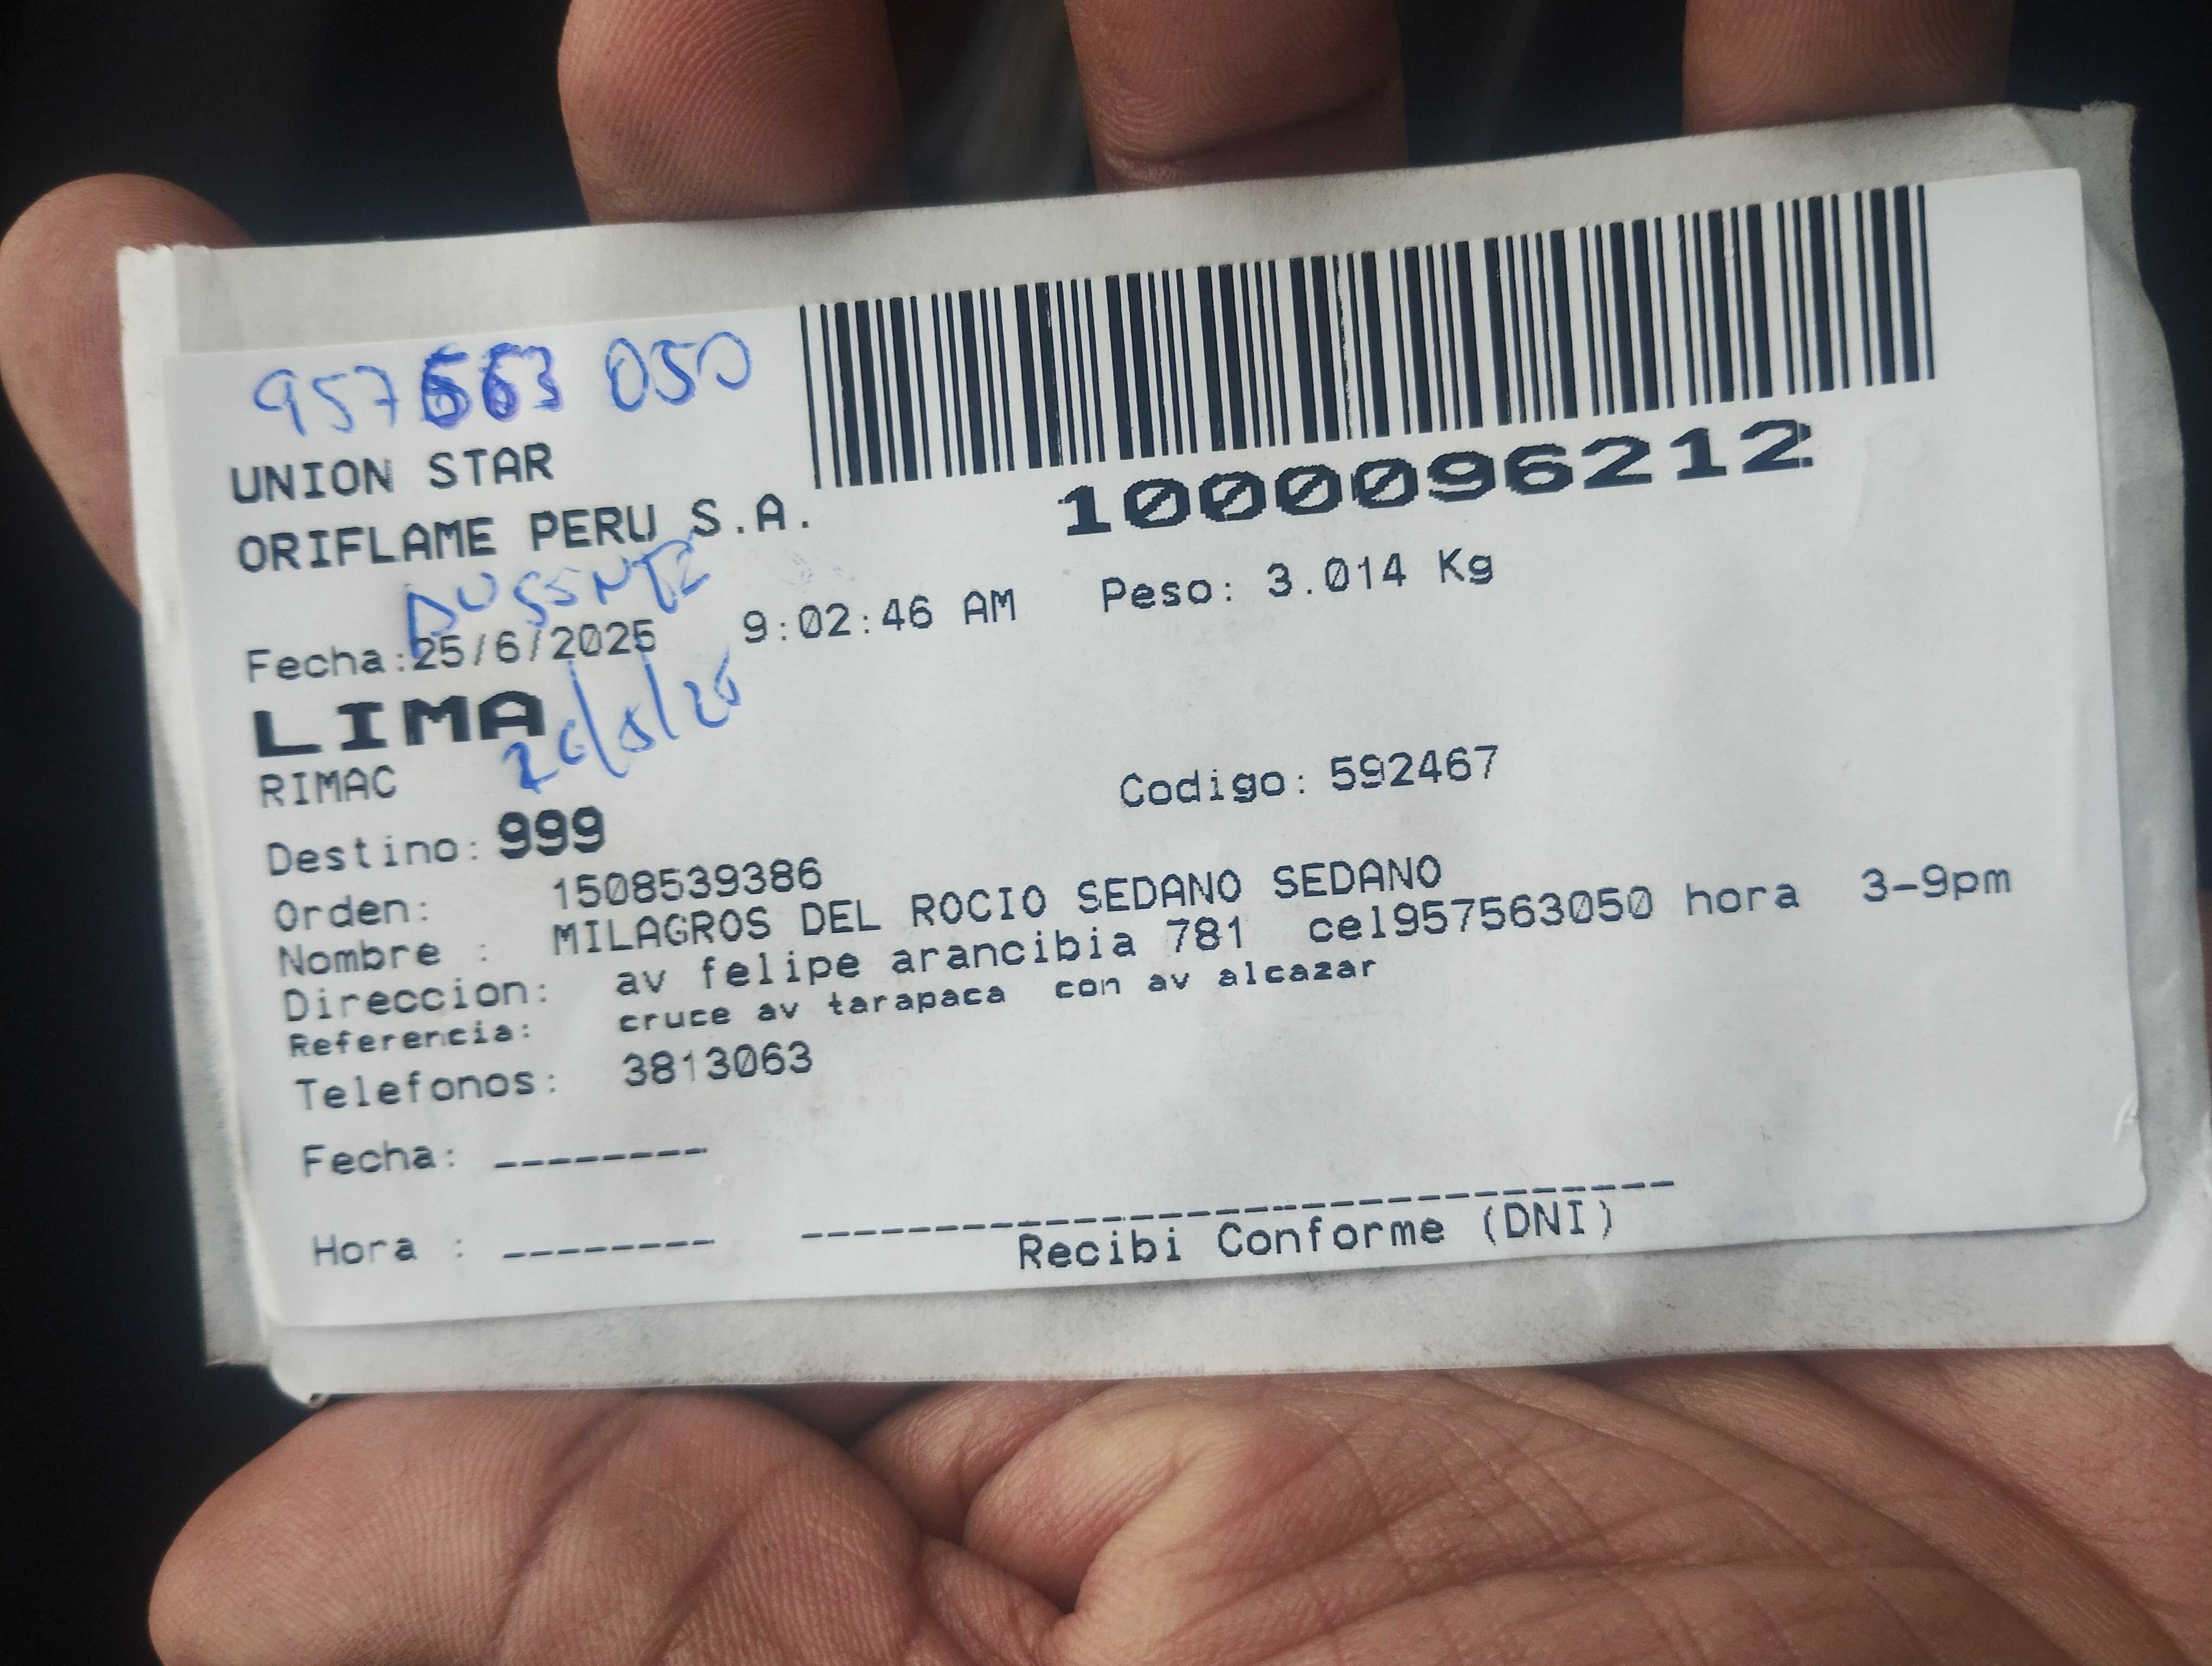 957563 050
UNION STAR
ORIFLAME PERU S.A.
1000096212
AUSENTE
Fecha:25/6/2025 9:02:46 AM Peso: 3.014 Kg
LIMA
RIMAC
Codigo: 592467
Destino: 999
Orden: 1508539386
Nombre : MILAGROS DEL ROCIO SEDANO SEDANO
Direccion: av felipe arancibia 781 cel957563050 hora 3-9pm
Referencia: cruce av tarapaca con av alcazar
Telefonos: 3813063
Fecha: --------
Hora : --------
Recibi Conforme (DNI)